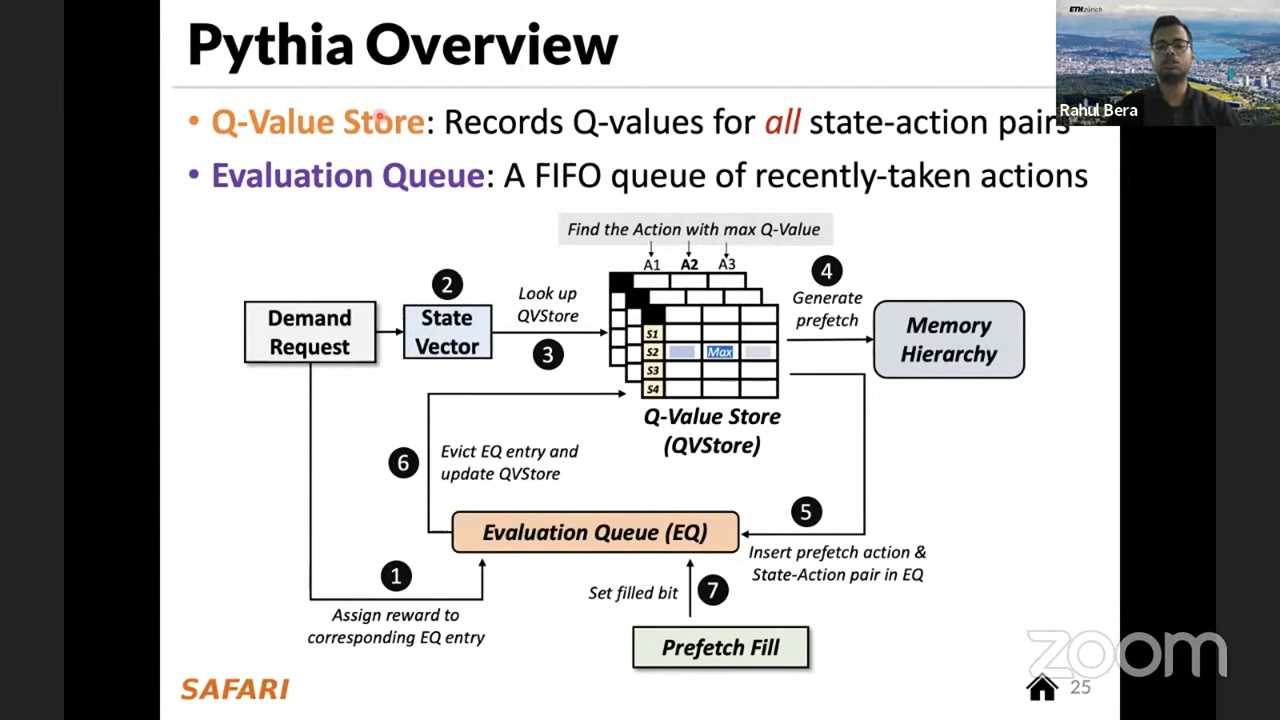 Pythia Overview
ETH zürich
Rahul Bera
• Q-Value Store: Records Q-values for all state-action pairs
• Evaluation Queue: A FIFO queue of recently-taken actions
Find the Action with max Q-Value
A1 A2 A3
2
4
Demand
Request
State
Vector
Look up
QVStore
3
S1
S2 Max
S3
S4
Generate
prefetch
Memory
Hierarchy
Q-Value Store
(QVStore)
6
Evict EQ entry and
update QVStore
5
Evaluation Queue (EQ)
Insert prefetch action &
State-Action pair in EQ
1
Assign reward to
corresponding EQ entry
Set filled bit
7
Prefetch Fill
zoom
SAFARI
25